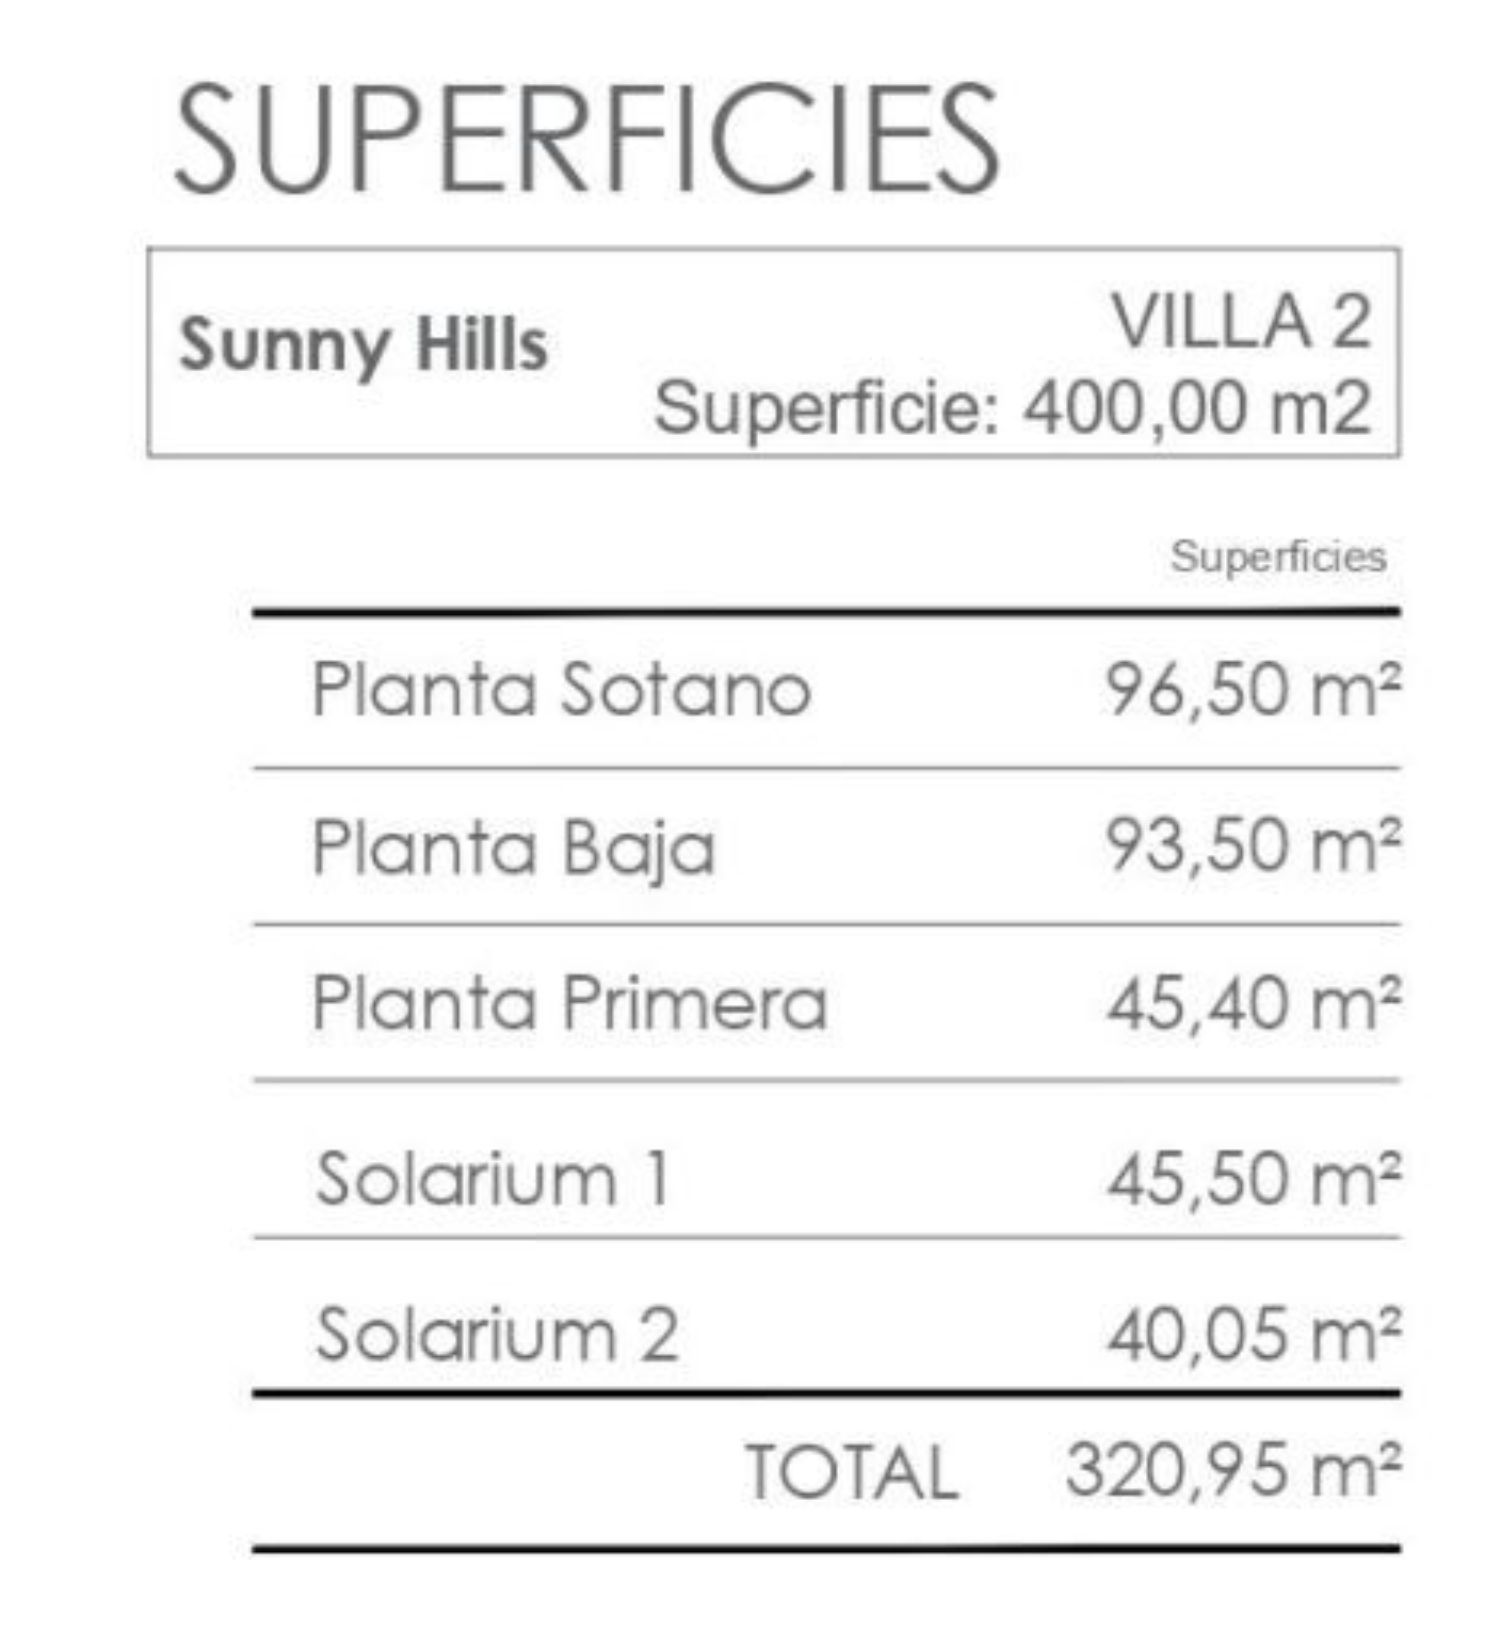 SUPERFICIES
Sunny Hills
VILLA 2
Superficie: 400,00 m2
Superficies
Planta Sotano 96,50 m²
Planta Baja 93,50 m²
Planta Primera 45,40 m²
Solarium 1 45,50 m²
Solarium 2 40,05 m²
TOTAL 320,95 m²